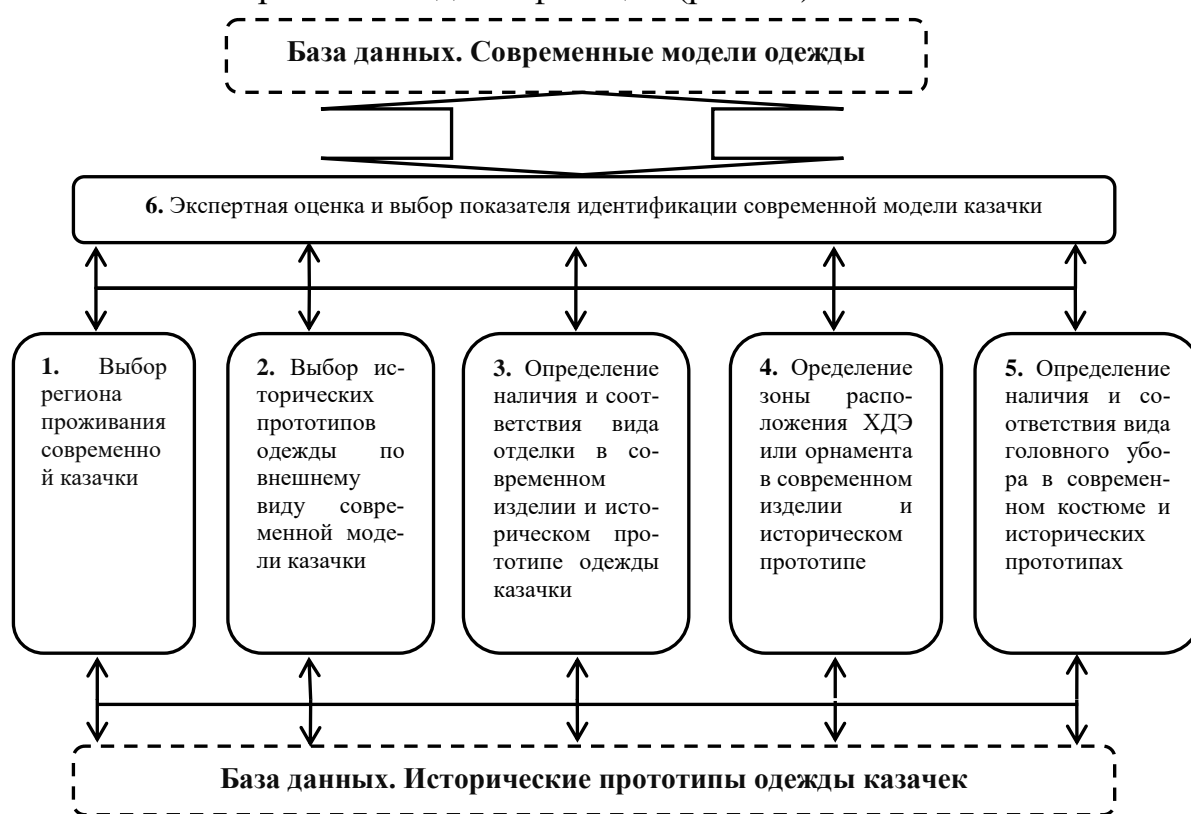 База данных. Современные модели одежды
6. Экспертная оценка и выбор показателя идентификации современной модели казачки
1. Выбор
региона
проживания
современно
й казачки
2. Выбор ис-
торических
прототипов
одежды по
внешнему
виду совре-
менной моде-
ли казачки
3. Определение
наличия и соот-
ветствия вида
отделки в со-
временном
изделии и исто-
рическом про-
тотипе одежды
казачки
4. Оределение
зоны распо-
ложения ХДЭ
или орнамента
в современном
изделии и
историческом
прототипе
5. Определение
наличия и со-
ответствия вида
головного убо-
ра в современ-
ном костюме и
исторических
прототипах
База данных. Исторические прототипы одежды казачек